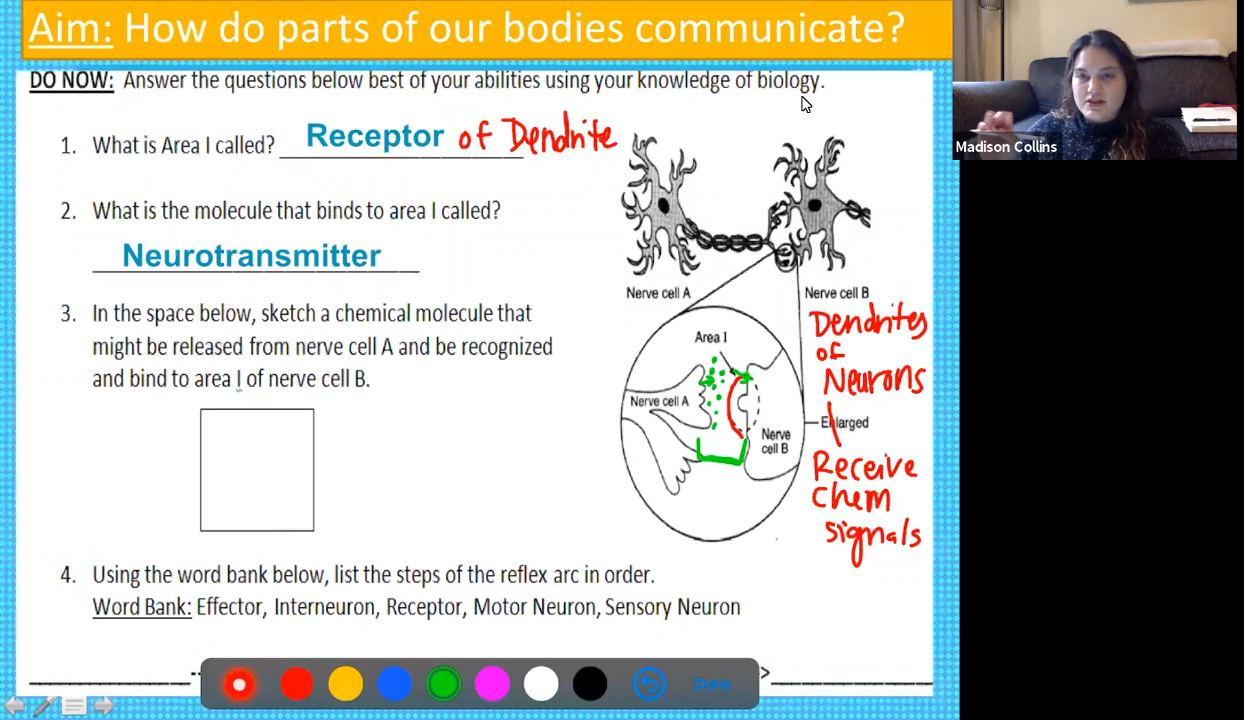 Aim: How do parts of our bodies communicate?
DO NOW: Answer the questions below best of your abilities using your knowledge of biology.
1. What is Area I called? Receptor of Dendrite
2. What is the molecule that binds to area I called?
Neurotransmitter
3. In the space below, sketch a chemical molecule that
might be released from nerve cell A and be recognized
and bind to area I of nerve cell B.
4. Using the word bank below, list the steps of the reflex arc in order.
Word Bank: Effector, Interneuron, Receptor, Motor Neuron, Sensory Neuron
Nerve cell A
Nerve cell B
Area I
Nerve cell A
Nerve
cell B
Enlarged
Dendrites
of
Neurons
Receive
Chem
signals
Done
Madison Collins